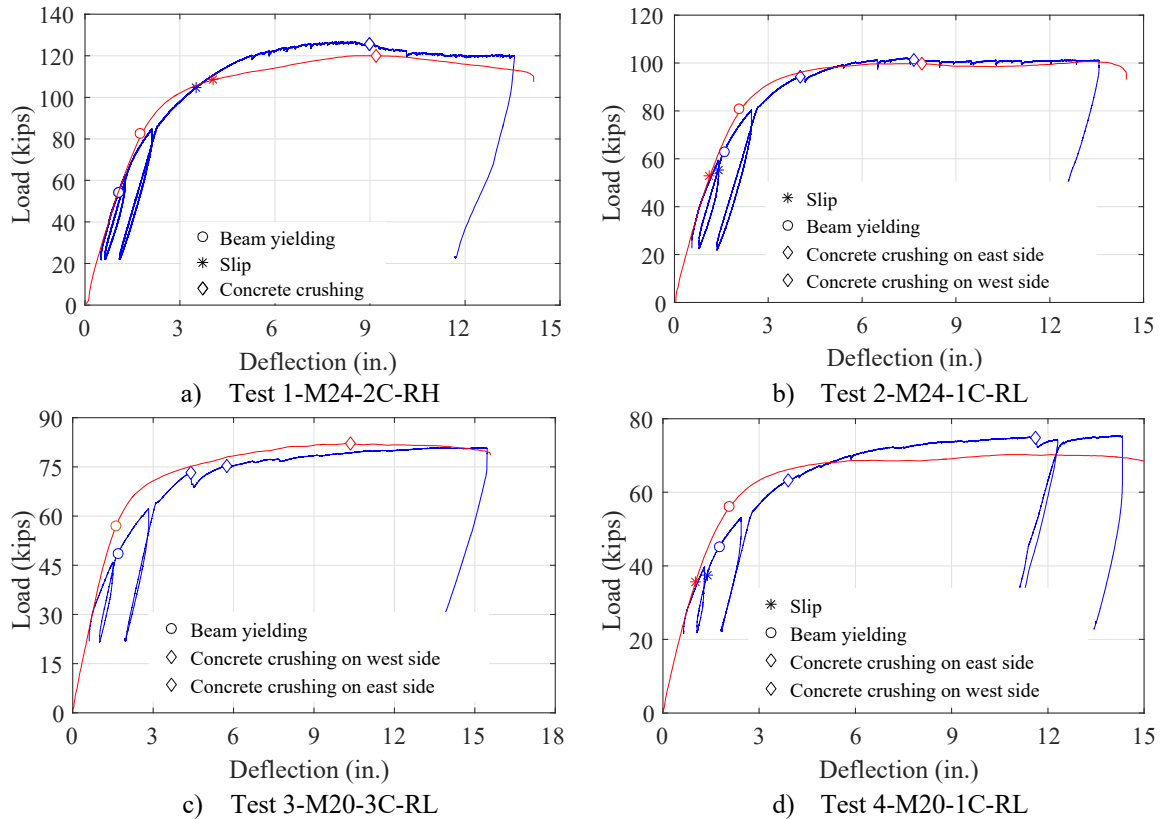 140
120
100
80
60
40
20
0
Load (kips)
○ Beam yielding
* Slip
◇ Concrete crushing
0 3 6 9 12 15
Deflection (in.)
a) Test 1-M24-2C-RH
120
100
80
60
40
20
0
Load (kips)
* Slip
○ Beam yielding
◇ Concrete crushing on east side
◇ Concrete crushing on west side
0 3 6 9 12 15
Deflection (in.)
b) Test 2-M24-1C-RL
90
75
60
45
30
15
0
Load (kips)
○ Beam yielding
◇ Concrete crushing on west side
◇ Concrete crushing on east side
0 3 6 9 12 15 18
Deflection (in.)
c) Test 3-M20-3C-RL
80
60
40
20
0
Load (kips)
* Slip
○ Beam yielding
◇ Concrete crushing on east side
◇ Concrete crushing on west side
0 3 6 9 12 15
Deflection (in.)
d) Test 4-M20-1C-RL